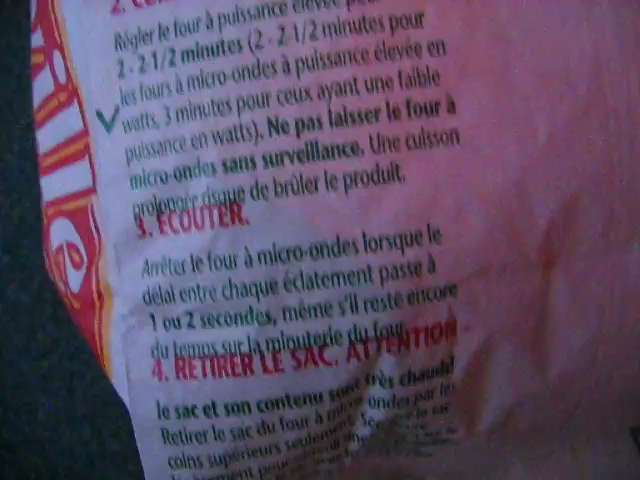 Régler le four à puissance élevée
2 - 2 1/2 minutes (2 - 2 1/2 minutes pour
les fours à micro-ondes à puissance élevée en
watts, 3 minutes pour ceux ayant une faible
puissance en watts). Ne pas laisser le four à
micro-ondes sans surveillance. Une cuisson
prolongée risque de brûler le produit.
3. ÉCOUTER.
Arrêter le four à micro-ondes lorsque le
délai entre chaque éclatement passe à
1 ou 2 secondes, même s'il reste encore
du temps sur la minuterie du four.
4. RETIRER LE SAC. ATTENTION
le sac et son contenu sont très chauds!
Retirer le sac du four à micro-ondes par les
coins supérieurs seulement. le sac